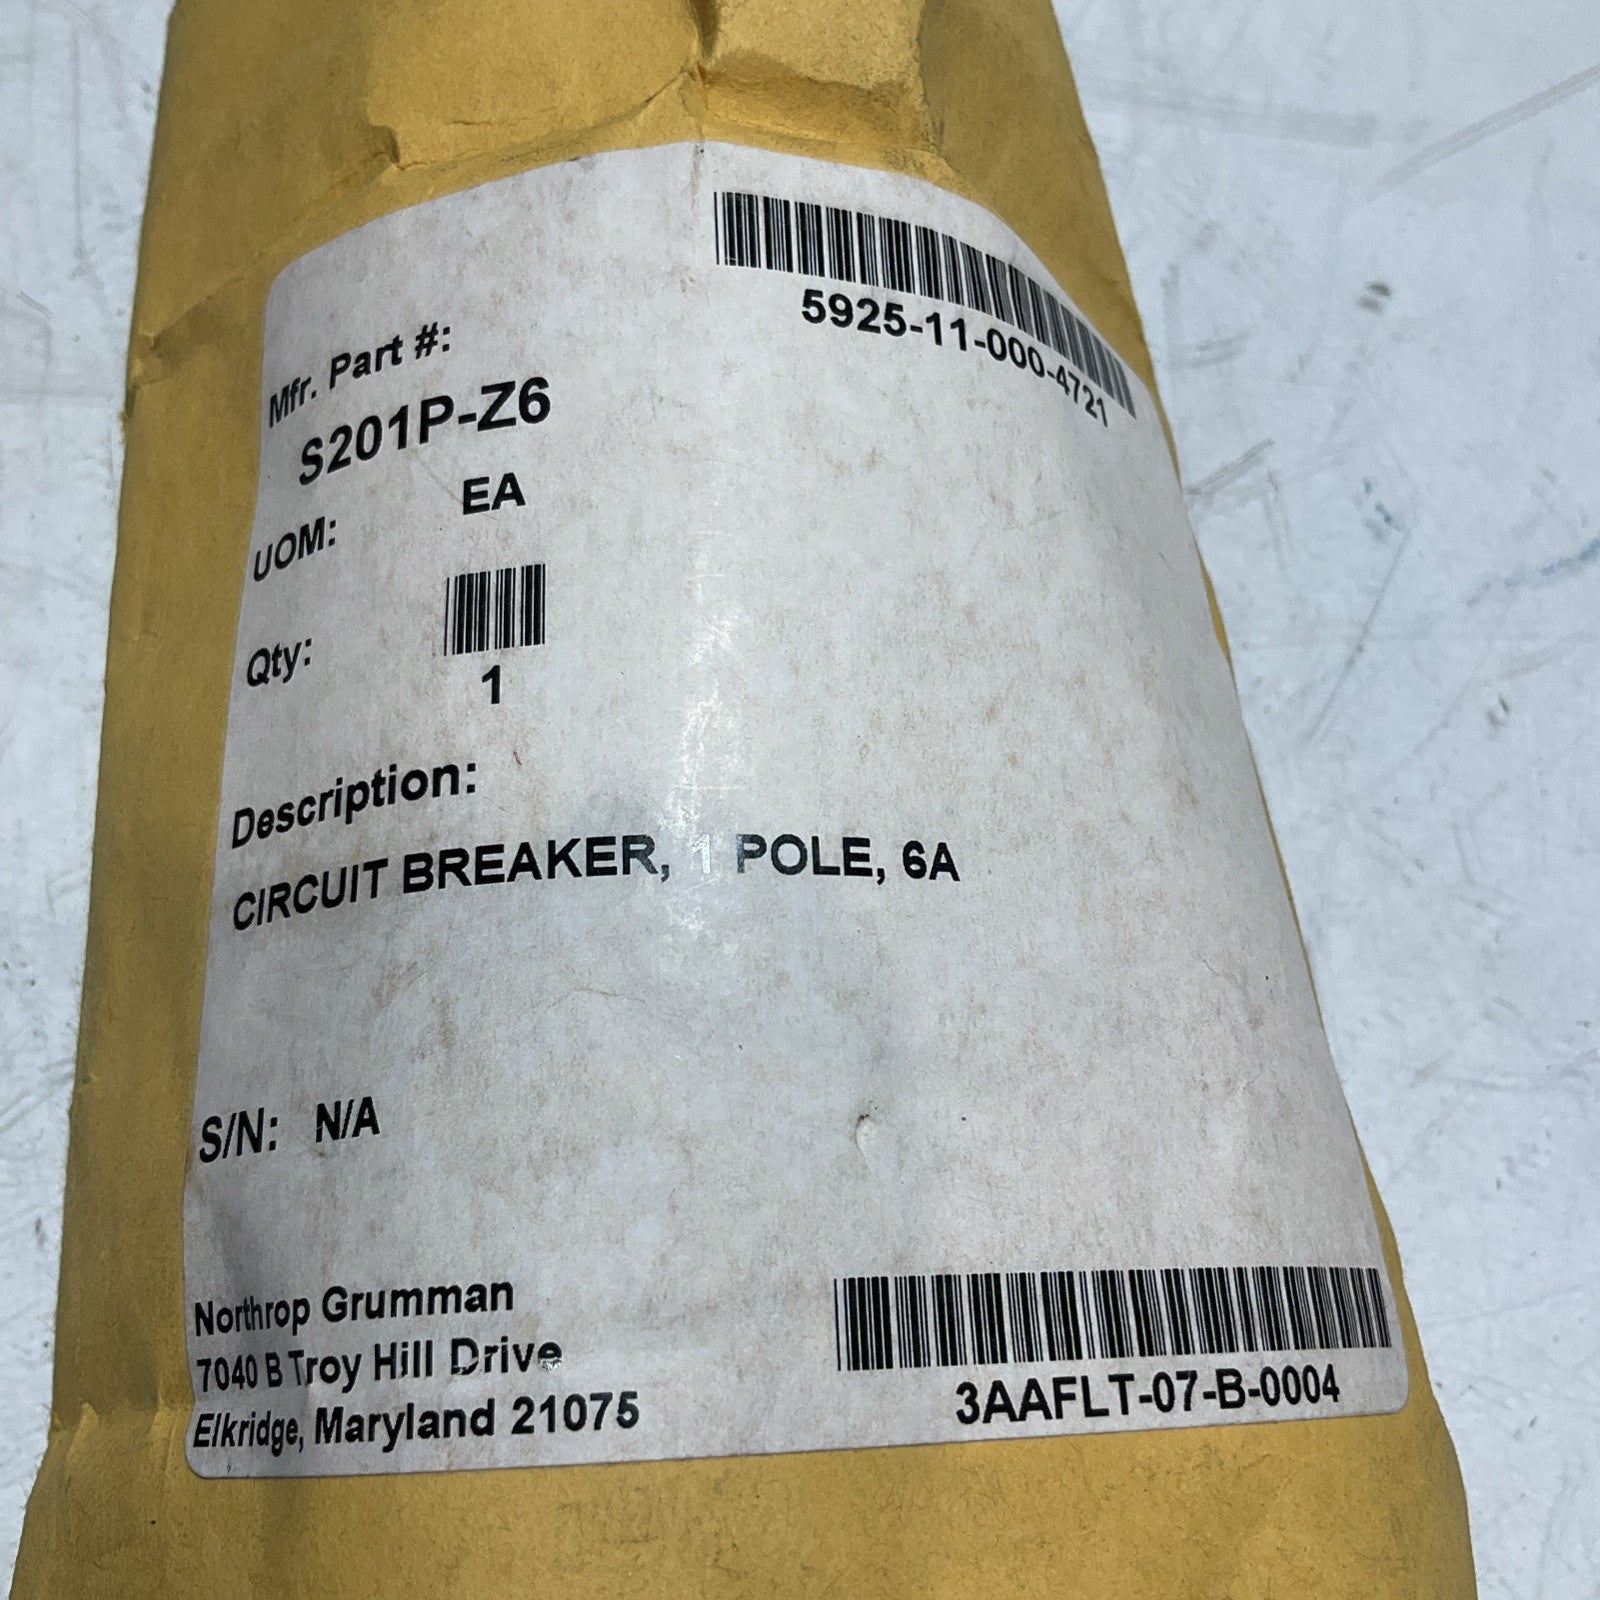 5925-11-000-4721
Mfr. Part #:
S201P-Z6
UOM: EA
Qty:
1
Description:
CIRCUIT BREAKER, 1 POLE, 6A
S/N: N/A
Northrop Grumman
7040 B Troy Hill Drive
Elkridge, Maryland 21075
3AAFLT-07-B-0004